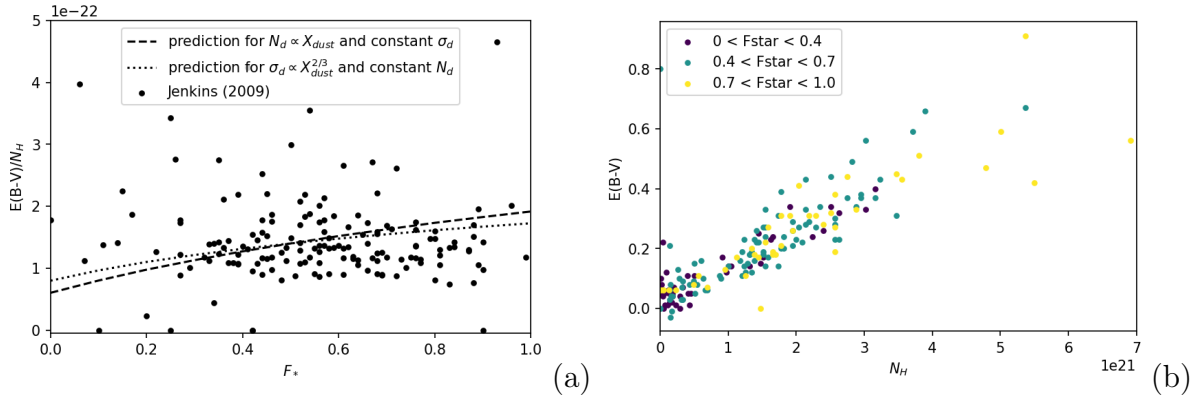 1e−22
5
4
3
2
1
0
E(B-V)/N_H
prediction for N_d ∝ X_dust and constant σ_d
prediction for σ_d ∝ X_dust^2/3 and constant N_d
Jenkins (2009)
0.0 0.2 0.4 0.6 0.8 1.0
F_*
(a)
0.8
0.6
0.4
0.2
0.0
E(B-V)
0 < Fstar < 0.4
0.4 < Fstar < 0.7
0.7 < Fstar < 1.0
0 1 2 3 4 5 6 7
1e21
N_H
(b)